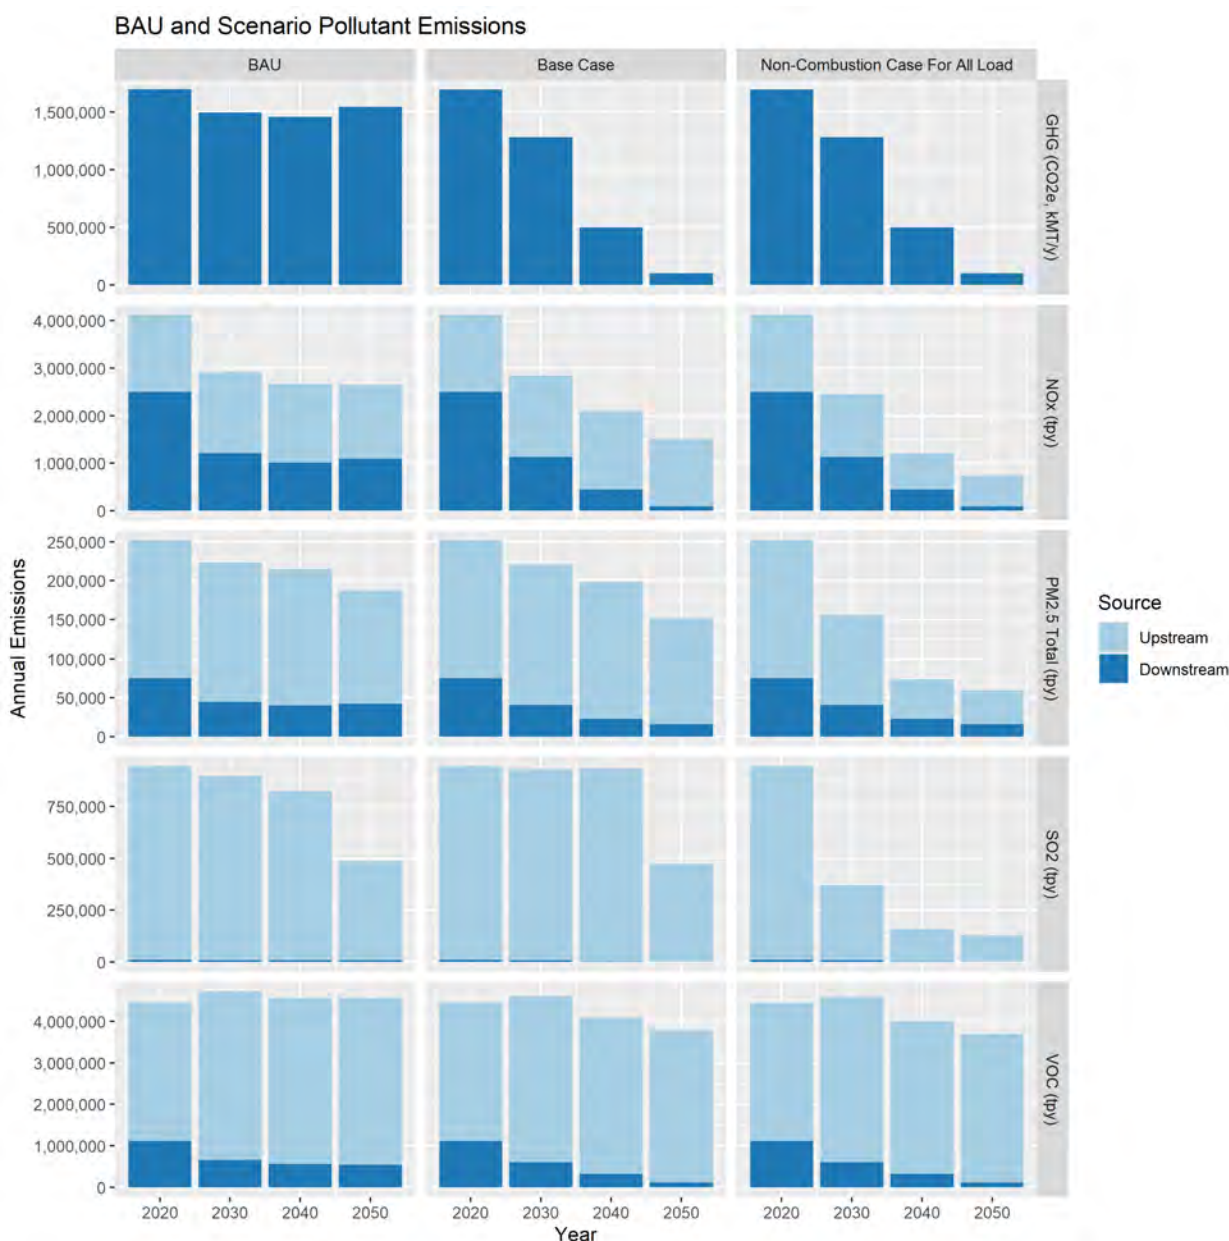 BAU and Scenario Pollutant Emissions
BAU
Base Case
Non-Combustion Case For All Load
1,500,000
1,000,000
500,000
0
GHG (CO2e, kMT/y)
4,000,000
3,000,000
2,000,000
1,000,000
0
NOx (tpy)
250,000
200,000
150,000
100,000
50,000
0
PM2.5 Total (tpy)
750,000
500,000
250,000
0
SO2 (tpy)
4,000,000
3,000,000
2,000,000
1,000,000
0
VOC (tpy)
Annual Emissions
2020 2030 2040 2050
2020 2030 2040 2050
2020 2030 2040 2050
Year
Source
Upstream
Downstream